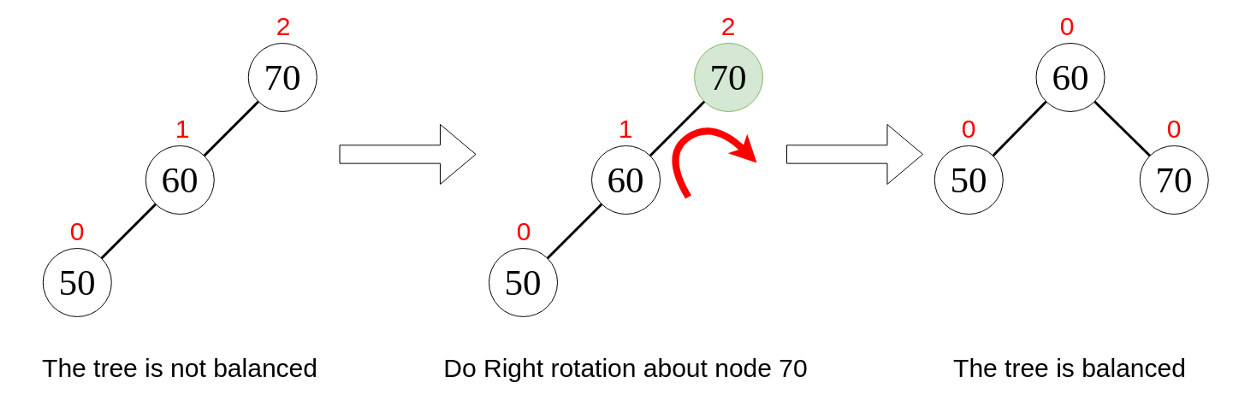 2 2 0
70 70 60
1 1 0 0
60 60 50 70
0 0
50 50
The tree is not balanced
Do Right rotation about node 70
The tree is balanced